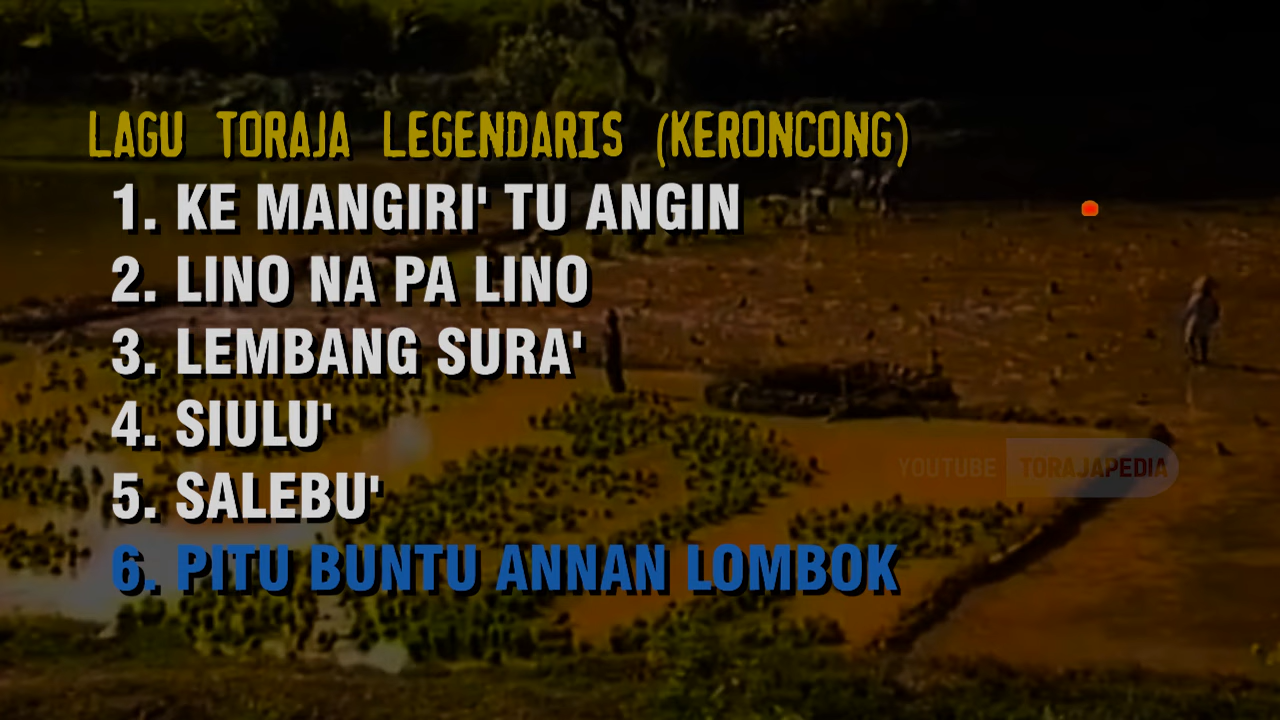 LAGU TORAJA LEGENDARIS (KERONCONG)
1. KE MANGIRI' TU ANGIN
2. LINO NA PA LINO
3. LEMBANG SURA'
4. SIULU'
5. SALEBU'
6. PITU BUNTU ANNAN LOMBOK
YOUTUBE TORAJAPEDIA